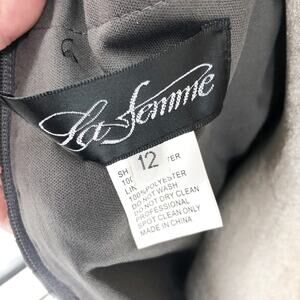 La femme
12
SH TER
100
LIN
100%POLYESTER
DO NOT WASH
DO NOT DRY CLEAN
PROFESSIONAL
SPOT CLEAN ONLY
MADE IN CHINA